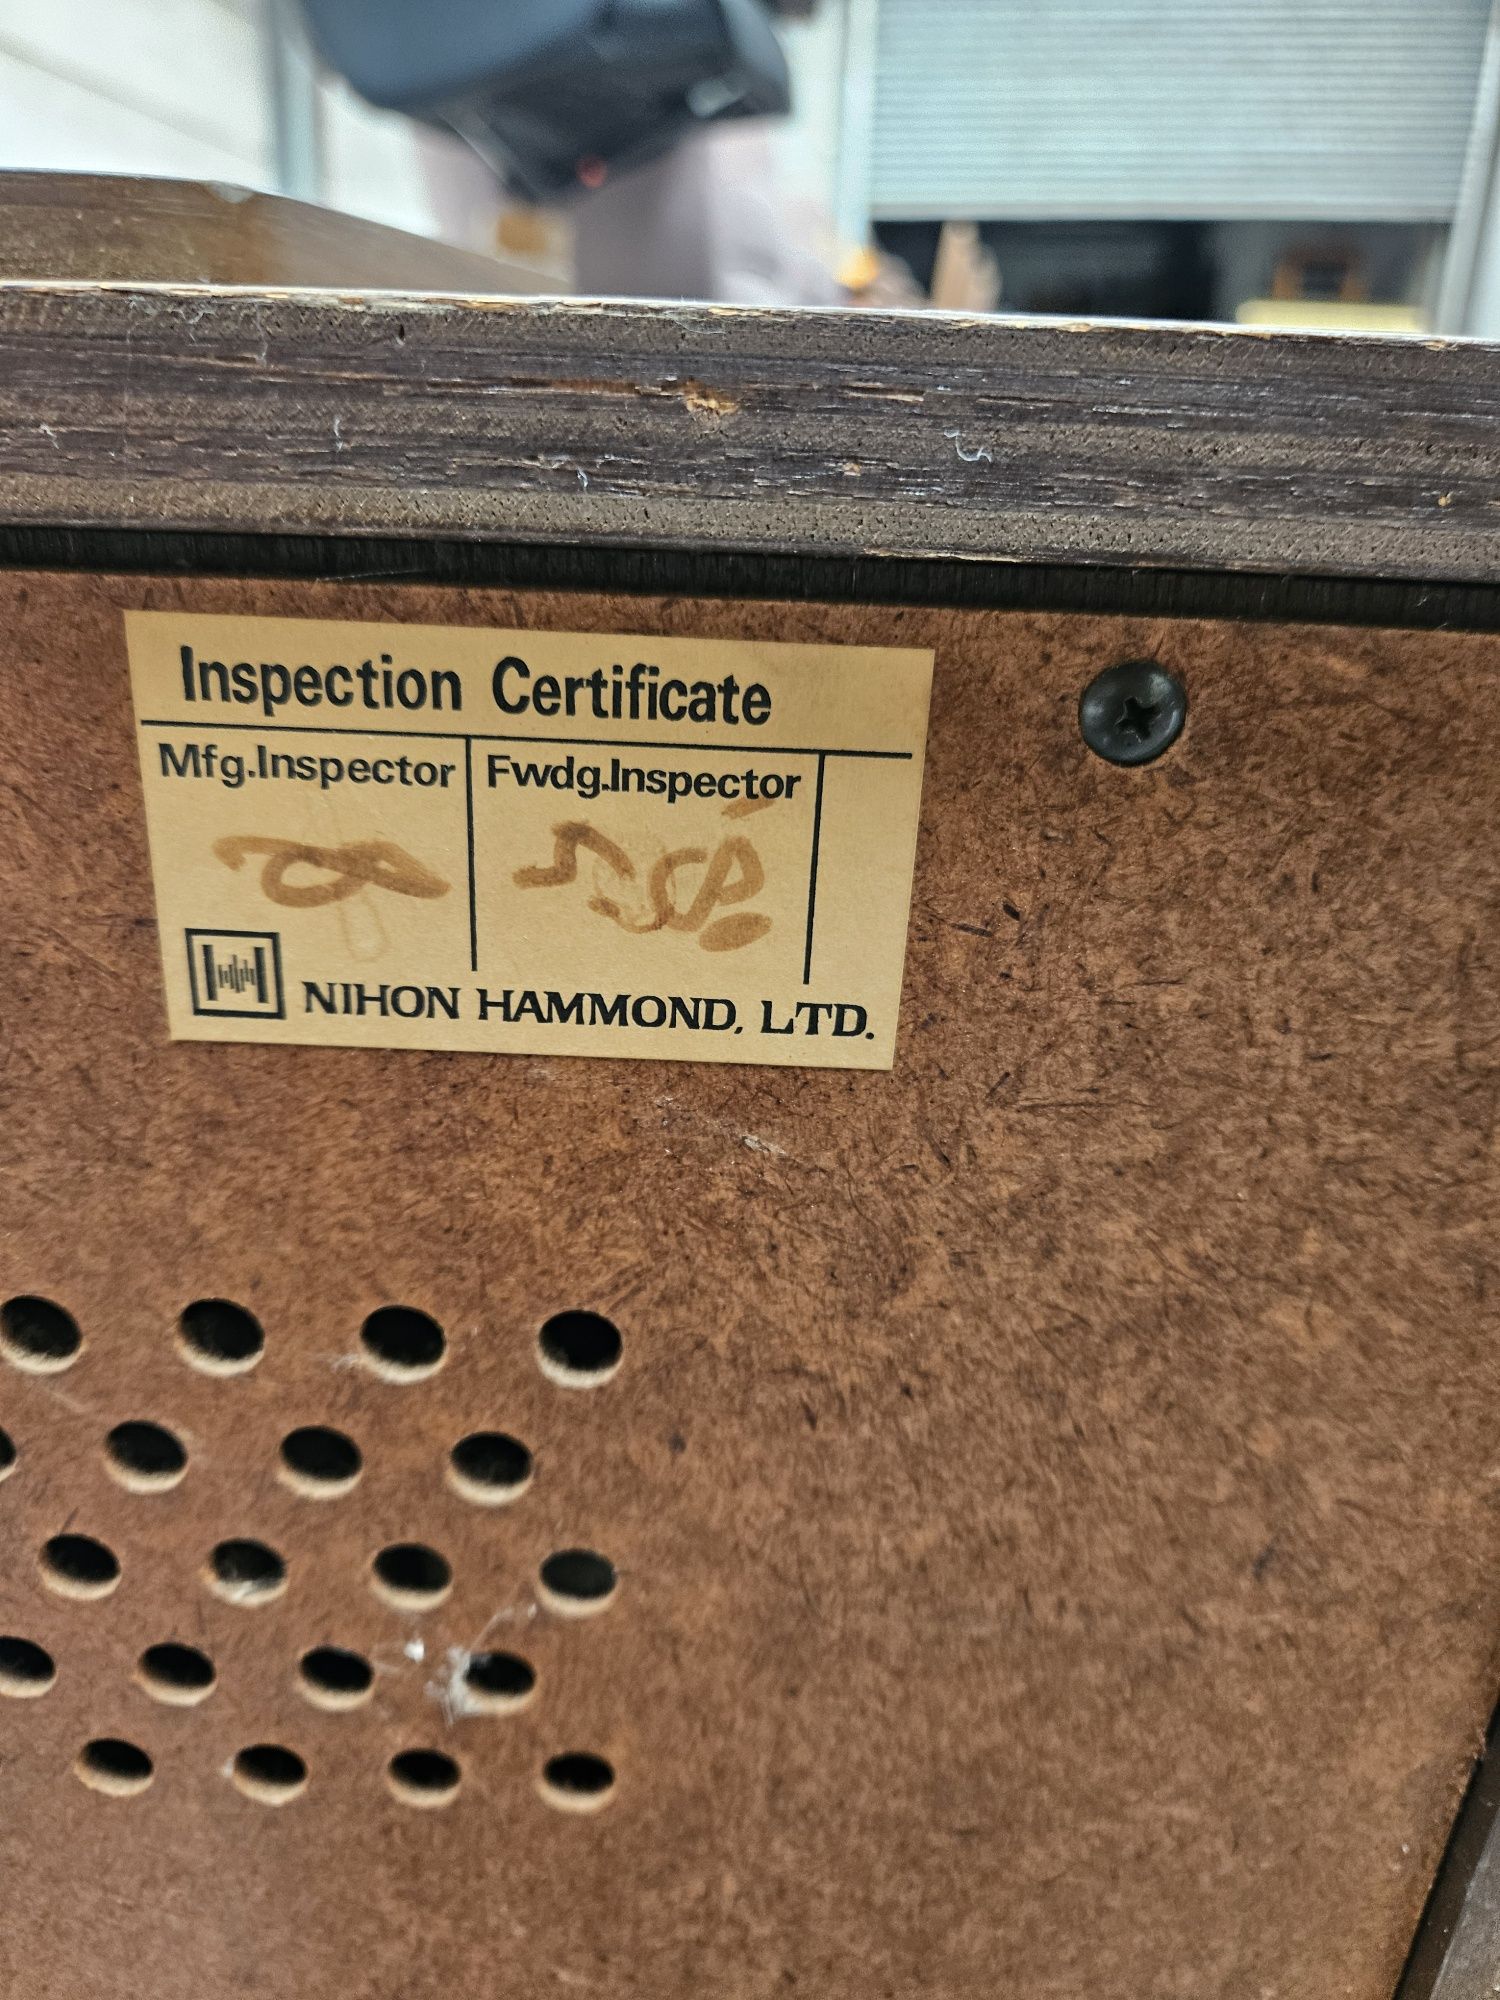 Inspection Certificate
Mfg.Inspector Fwdg.Inspector
NIHON HAMMOND, LTD.